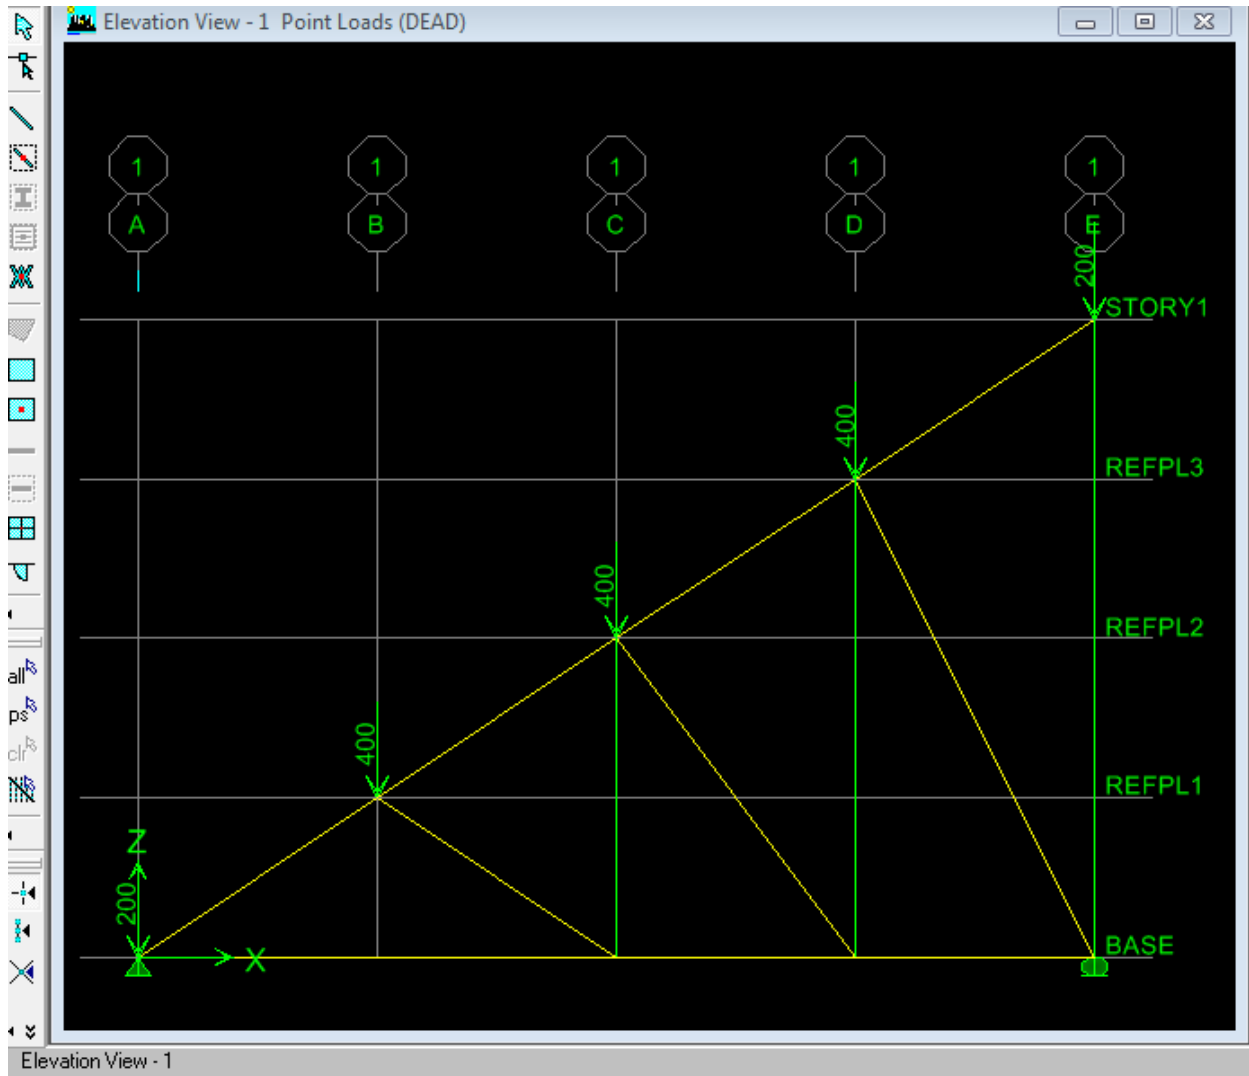 Elevation View - 1 Point Loads (DEAD)
1 1 1 1 1
A B C D E
200
STORY1
400
REFPL3
400
REFPL2
400
REFPL1
Z
200
X
BASE
all
ps
clr
Elevation View - 1